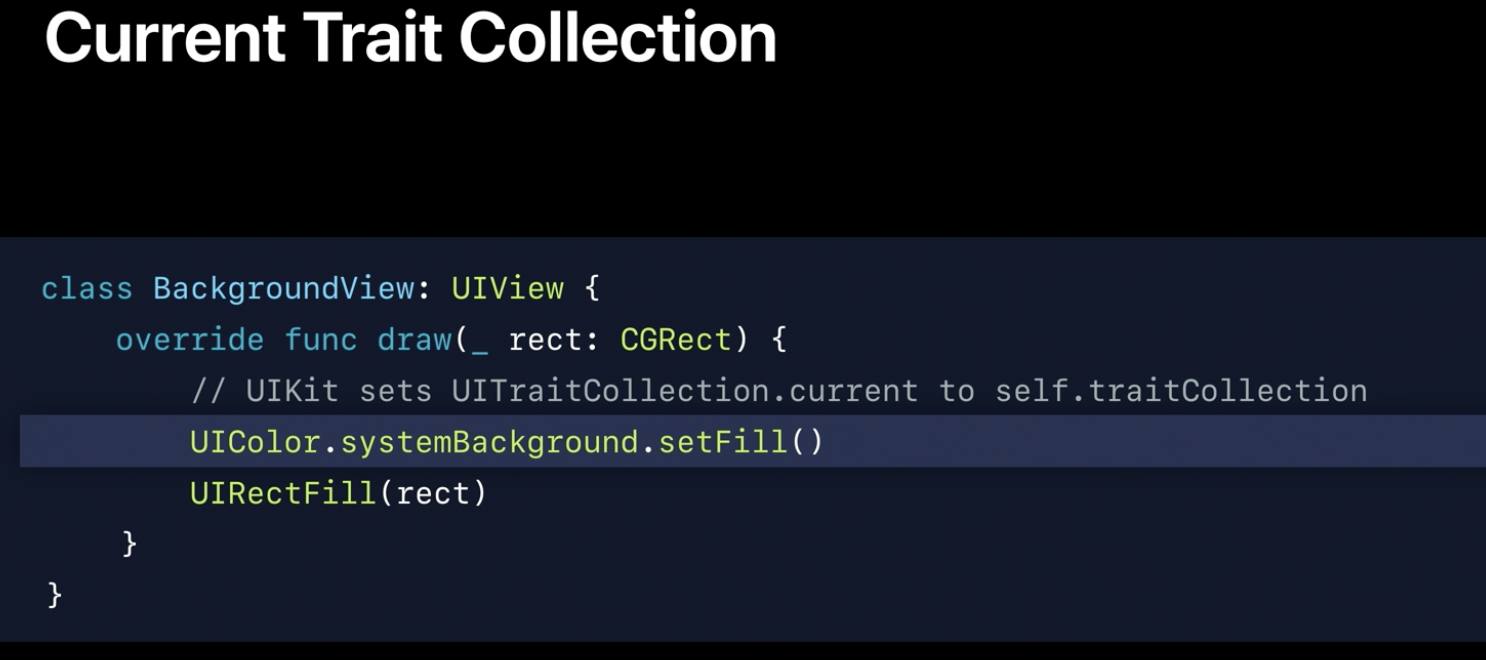 Current Trait Collection
class BackgroundView: UIView {
    override func draw(_ rect: CGRect) {
        // UIKit sets UITraitCollection.current to self.traitCollection
        UIColor.systemBackground.setFill()
        UIRectFill(rect)
    }
}